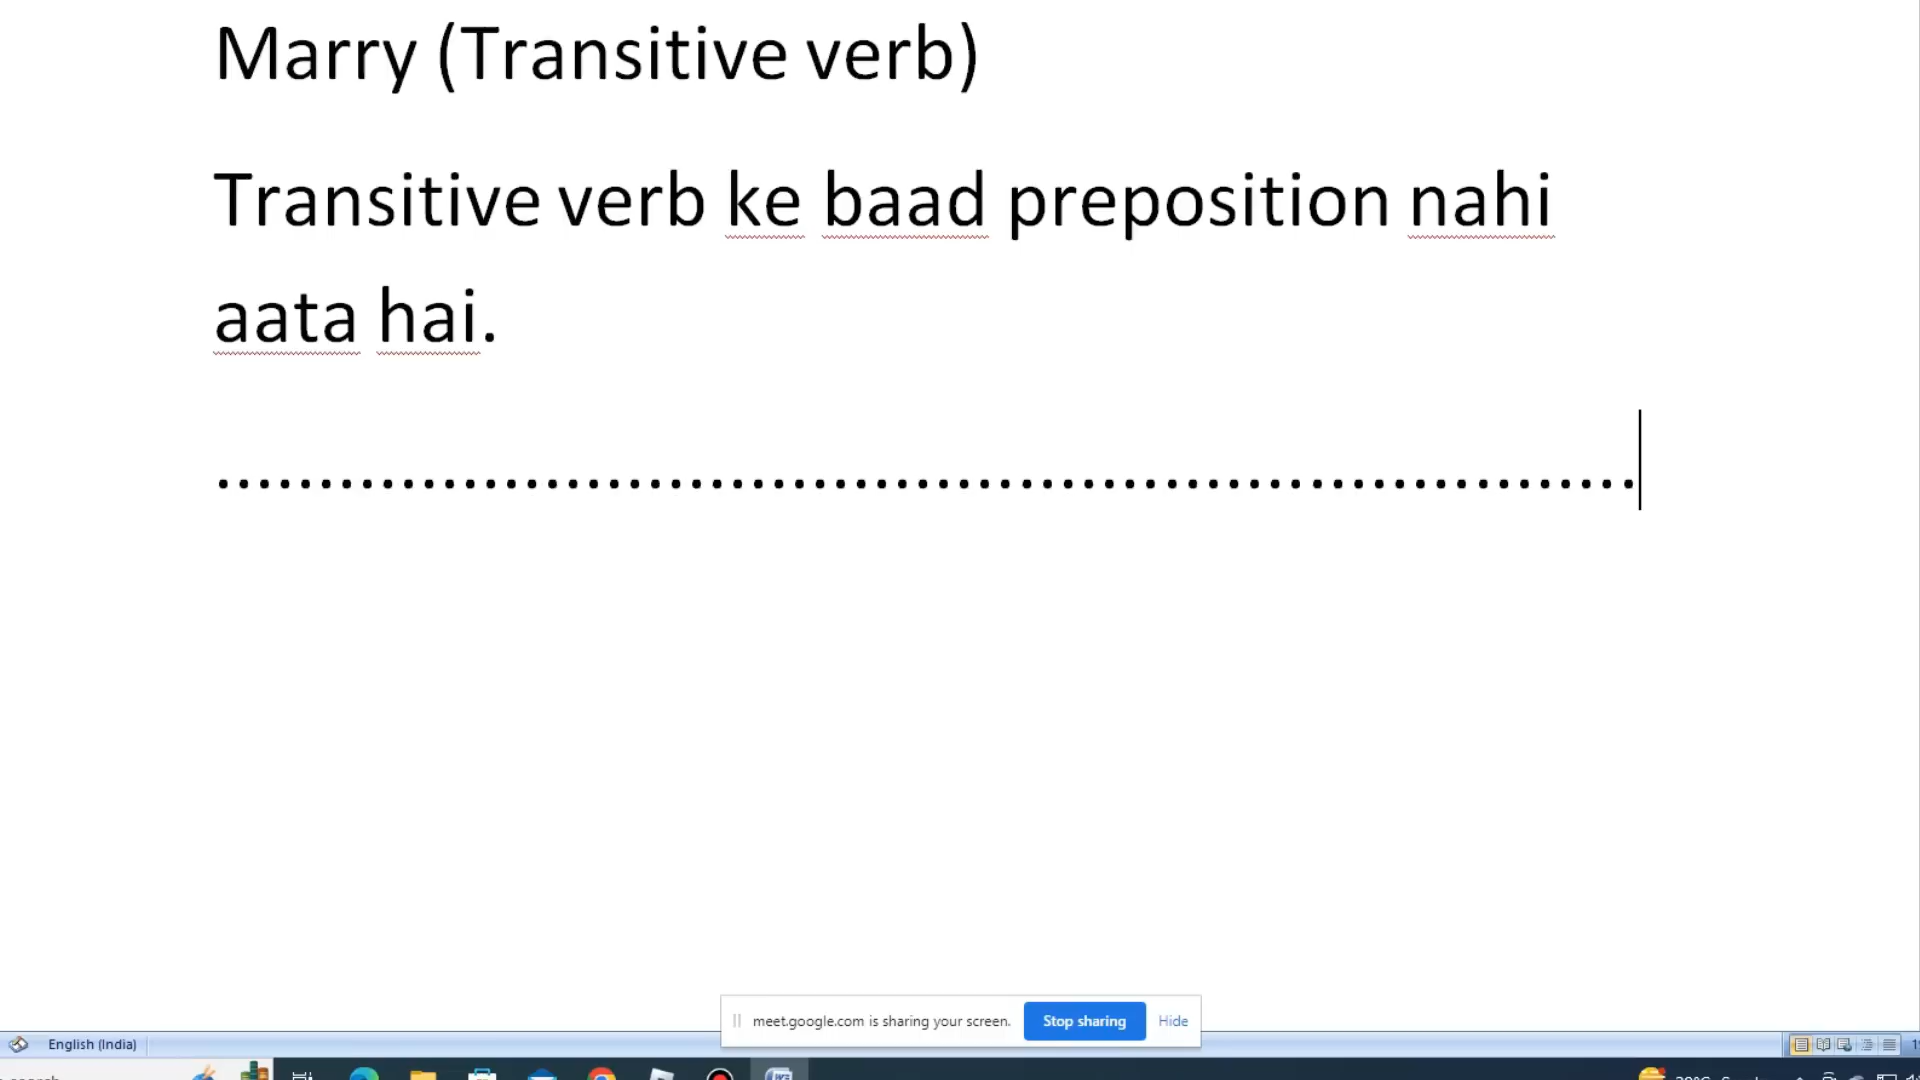 Marry (Transitive verb)
Transitive verb ke baad preposition nahi
aata hai.
.....................................................................
meet.google.com is sharing your screen. Stop sharing Hide
English (India)